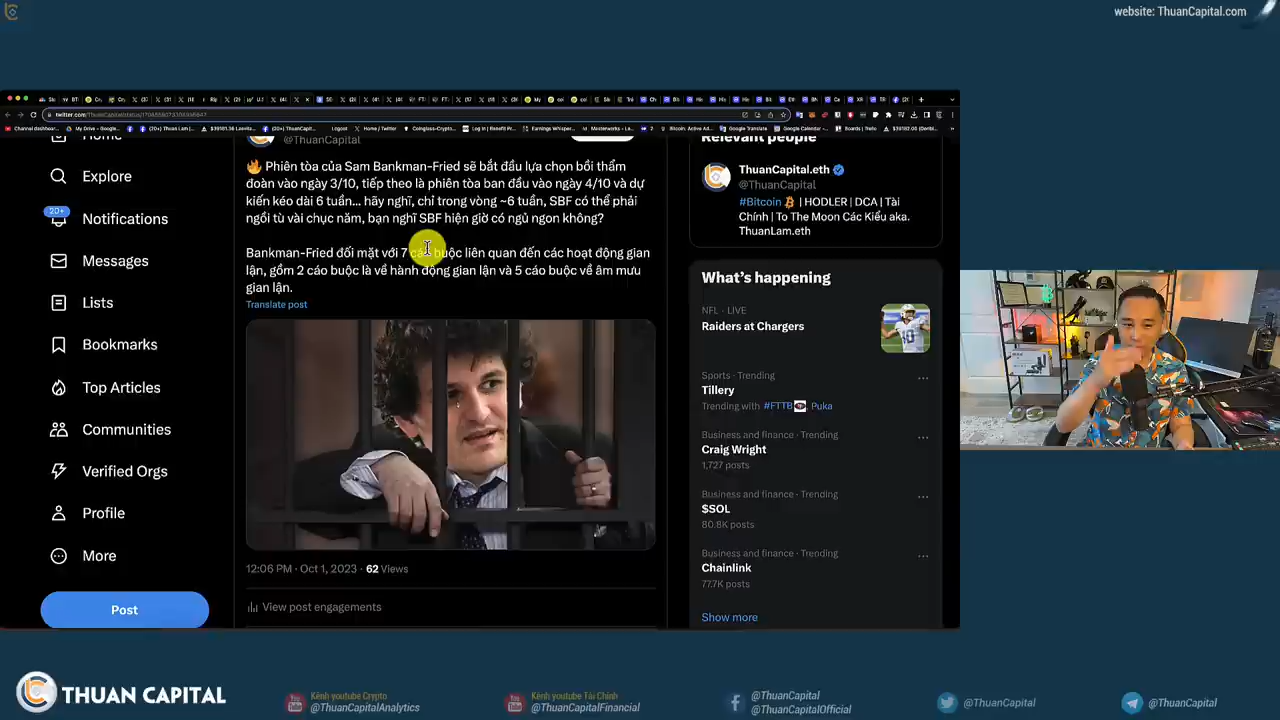 website: ThuanCapital.com
Home
@ThuanCapital
Explore
20+
Notifications
Messages
Lists
Bookmarks
Top Articles
Communities
Verified Orgs
Profile
More
Post
🔥 Phiên tòa của Sam Bankman-Fried sẽ bắt đầu lựa chọn bồi thẩm
đoàn vào ngày 3/10, tiếp theo là phiên tòa ban đầu vào ngày 4/10 và dự
kiến kéo dài 6 tuần... hãy nghĩ, chỉ trong vòng ~6 tuần, SBF có thể phải
ngồi tù vài chục năm, bạn nghĩ SBF hiện giờ có ngủ ngon không?
Bankman-Fried đối mặt với 7 cáo buộc liên quan đến các hoạt động gian
lận, gồm 2 cáo buộc là về hành động gian lận và 5 cáo buộc về âm mưu
gian lận.
Translate post
12:06 PM · Oct 1, 2023 · 62 Views
View post engagements
Relevant people
ThuanCapital.eth
@ThuanCapital
#Bitcoin | HODLER | DCA | Tài
Chính | To The Moon Các Kiểu aka.
ThuanLam.eth
What's happening
NFL · LIVE
Raiders at Chargers
Sports · Trending
Tillery
Trending with #FTTB, Puka
Business and finance · Trending
Craig Wright
1,727 posts
Business and finance · Trending
$SOL
80.8K posts
Business and finance · Trending
Chainlink
77.7K posts
Show more
THUAN CAPITAL
Kênh youtube Crypto
@ThuanCapitalAnalytics
Kênh youtube Tài Chính
@ThuanCapitalFinancial
@ThuanCapital
@ThuanCapitalOfficial
@ThuanCapital
@ThuanCapital